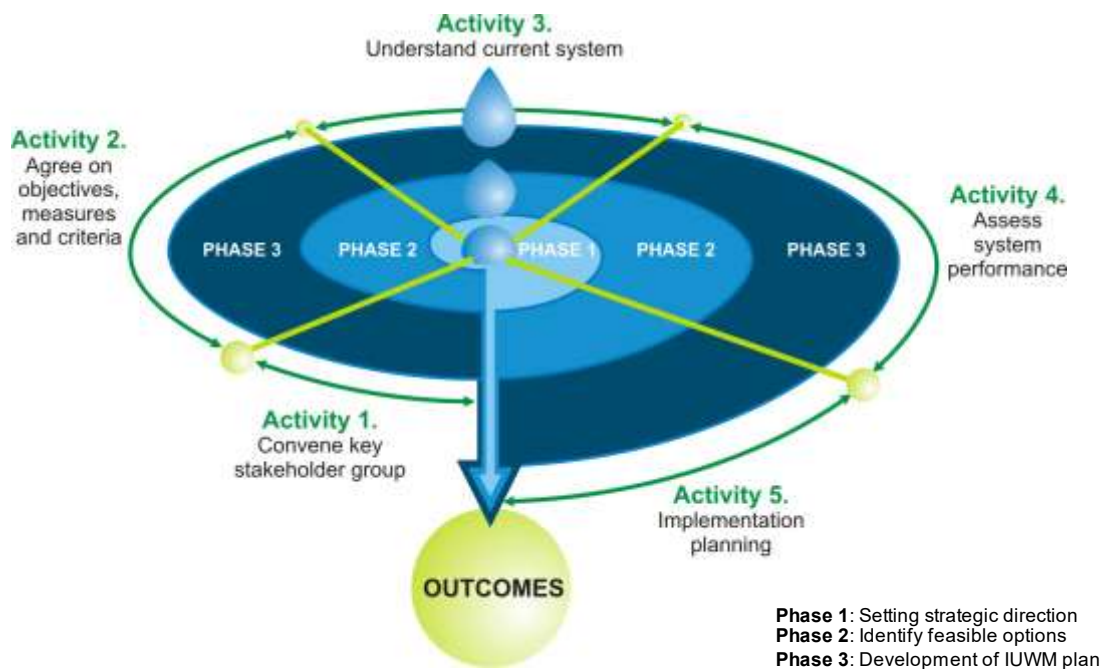 Activity 3.
Understand current system
Activity 2.
Agree on
objectives,
measures
and criteria
Activity 4.
Assess
system
performance
PHASE 3
PHASE 2
PHASE 1
PHASE 2
PHASE 3
Activity 1.
Convene key
stakeholder group
Activity 5.
Implementation
planning
OUTCOMES
Phase 1: Setting strategic direction
Phase 2: Identify feasible options
Phase 3: Development of IUWM plan